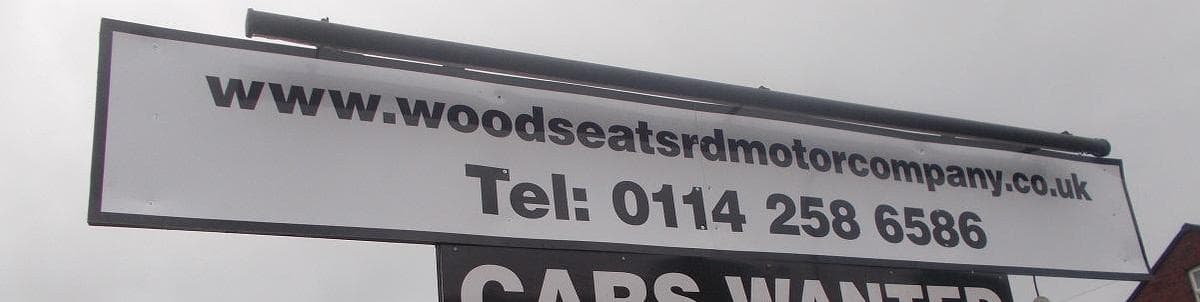 www.woodseatsrdmotorcompany.co.uk
Tel: 0114 258 6586
CARS WANTED